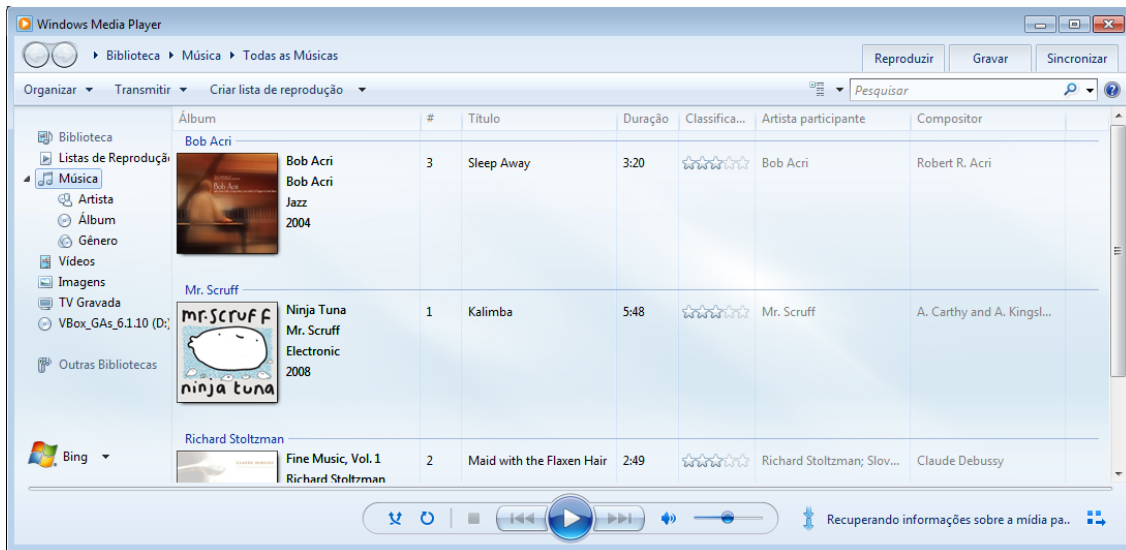 Windows Media Player
Biblioteca Música Todas as Músicas
Reproduzir Gravar Sincronizar
Organizar Transmitir Criar lista de reprodução Pesquisar
Álbum # Título Duração Classifica... Artista participante Compositor
Biblioteca
Listas de Reproduçã
Música
Artista
Álbum
Gênero
Vídeos
Imagens
TV Gravada
VBox_GAs_6.1.10 (D:)
Outras Bibliotecas
Bing
Bob Acri
Bob Acri 3 Sleep Away 3:20 Bob Acri Robert R. Acri
Bob Acri
Jazz
2004
Bob Acri
Mr. Scruff
Ninja Tuna 1 Kalimba 5:48 Mr. Scruff A. Carthy and A. Kingsl...
Mr. Scruff
Electronic
2008
mr.scruff
ninja tuna
Richard Stoltzman
Fine Music, Vol. 1 2 Maid with the Flaxen Hair 2:49 Richard Stoltzman; Slov... Claude Debussy
Richard Stoltzman
Recuperando informações sobre a mídia pa..